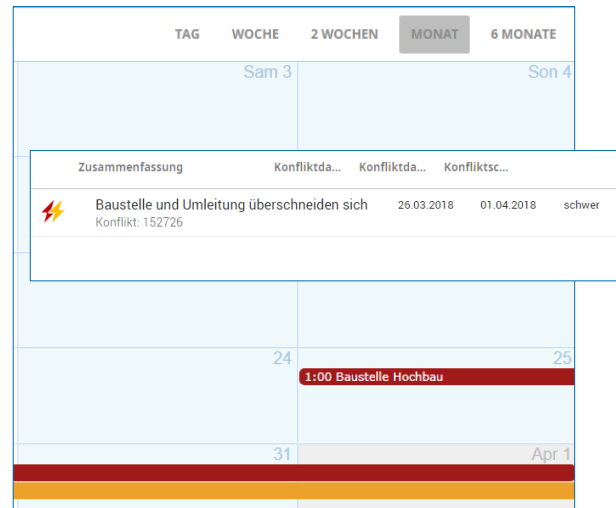 TAG WOCHE 2 WOCHEN MONAT 6 MONATE
Sam 3 Son 4
Zusammenfassung Konfliktda... Konfliktda... Konfliktsc...
Baustelle und Umleitung überschneiden sich 26.03.2018 01.04.2018 schwer
Konflikt: 152726
24 25
1:00 Baustelle Hochbau
31 Apr 1